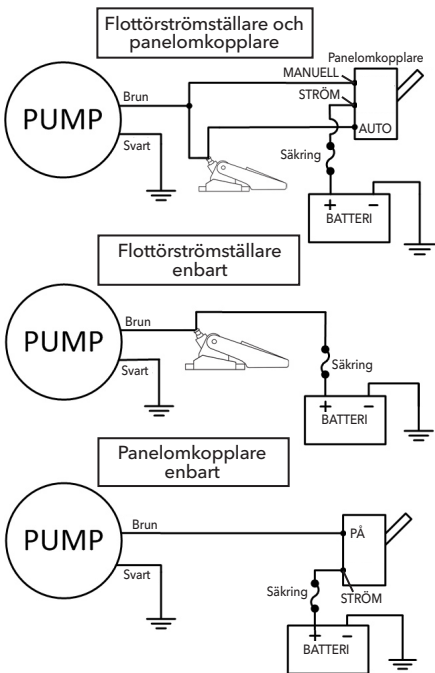 Flottörströmställare och
panelomkopplare
Panelomkopplare
MANUELL
STRÖM
Brun
PUMP
AUTO
Svart
Säkring
+ –
BATTERI
Flottörströmställare
enbart
Brun
PUMP
Säkring
Svart
+ –
BATTERI
Panelomkopplare
enbart
Brun
PÅ
PUMP
Svart
Säkring
STRÖM
+ –
BATTERI